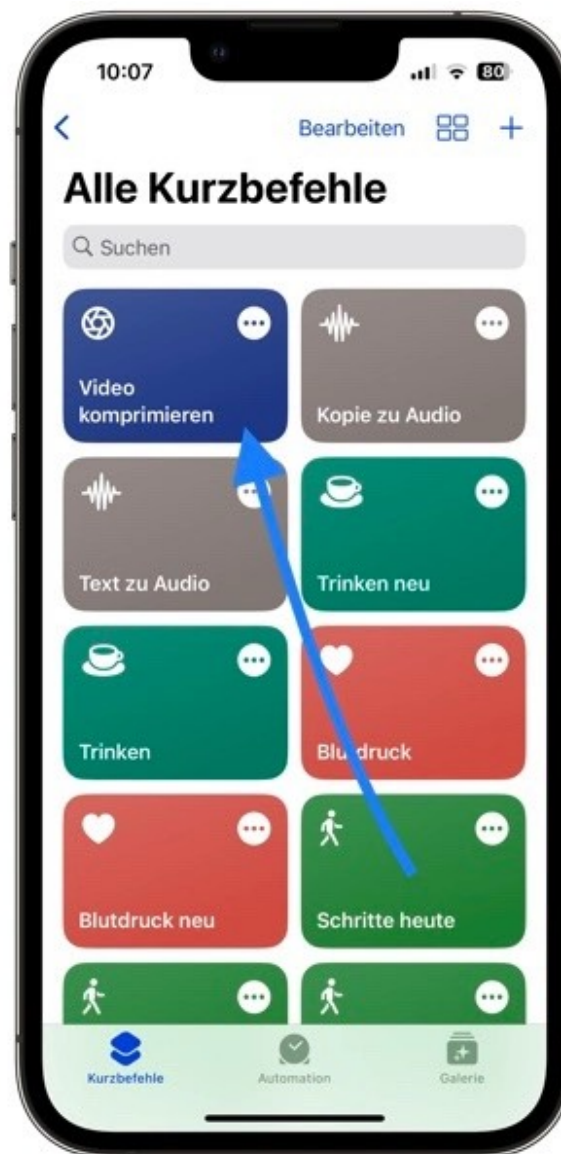 10:07
80
Bearbeiten
Alle Kurzbefehle
Suchen
Video
komprimieren
Kopie zu Audio
Text zu Audio
Trinken neu
Trinken
Blutdruck
Blutdruck neu
Schritte heute
Kurzbefehle
Automation
Galerie